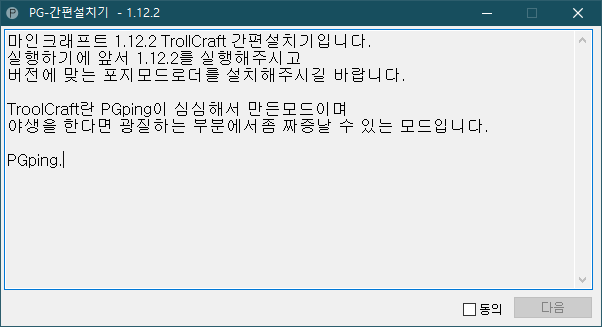 PG-간편설치기 - 1.12.2
마인크래프트 1.12.2 TrollCraft 간편설치기입니다.
실행하기에 앞서 1.12.2를 실행해주시고
버전에 맞는 포지모드로더를 설치해주시길 바랍니다.
TroolCraft란 PGping이 심심해서 만든모드이며
야생을 한다면 광질하는 부분에서좀 짜증날 수 있는 모드입니다.
PGping.
동의
다음